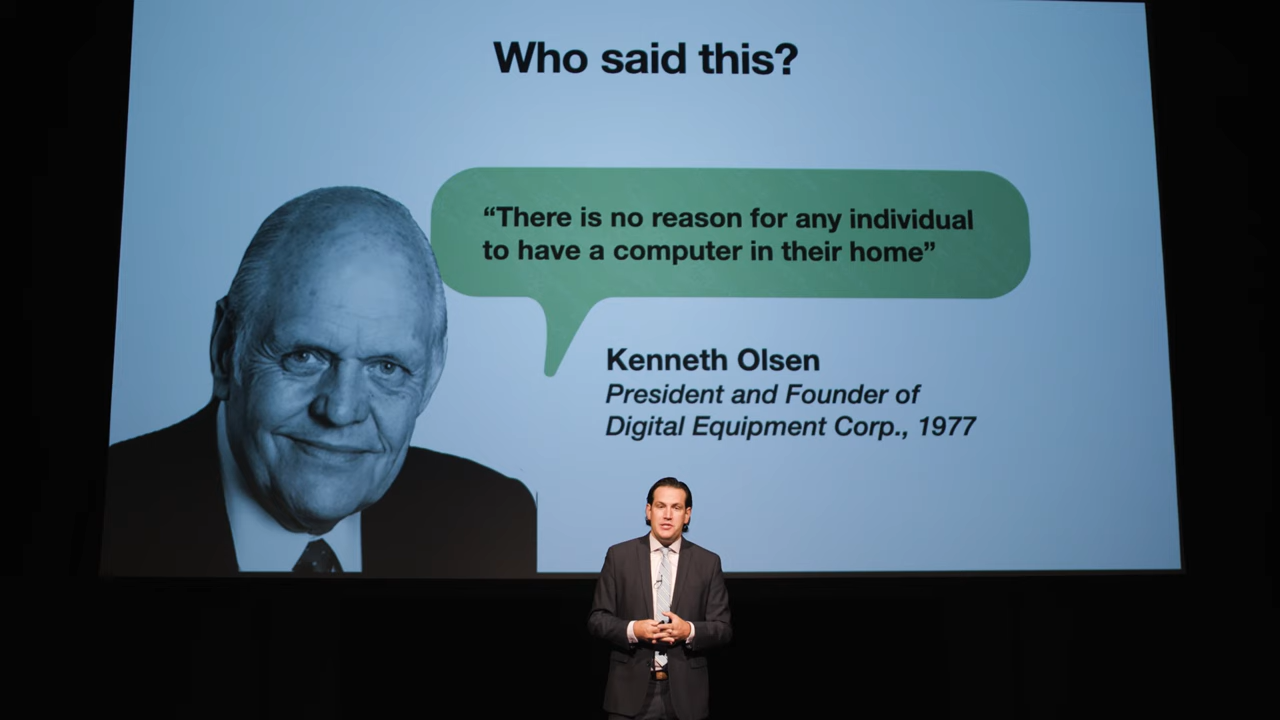 Who said this?
“There is no reason for any individual
to have a computer in their home”
Kenneth Olsen
President and Founder of
Digital Equipment Corp., 1977